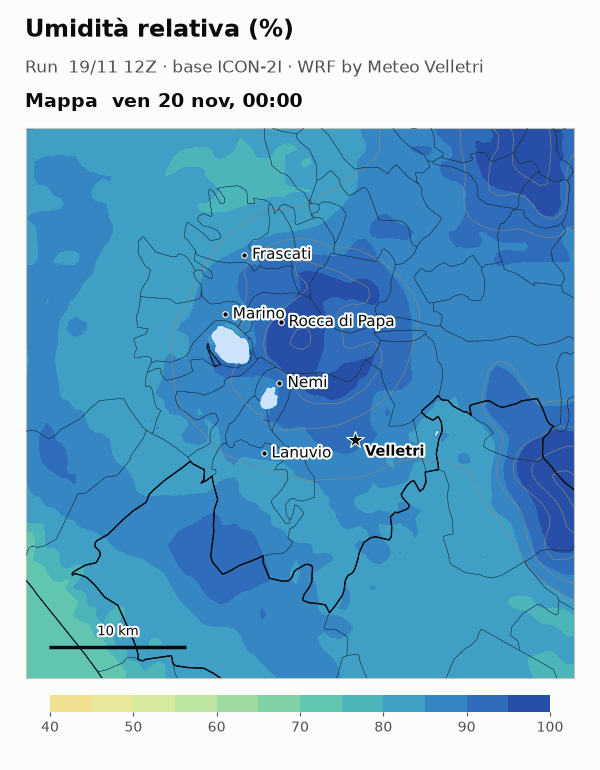 Umidità relativa (%)
Run  19/11 12Z · base ICON-2I · WRF by Meteo Velletri
Mappa  ven 20 nov, 00:00
Frascati
Marino
Rocca di Papa
Nemi
Velletri
Lanuvio
10 km
40 50 60 70 80 90 100